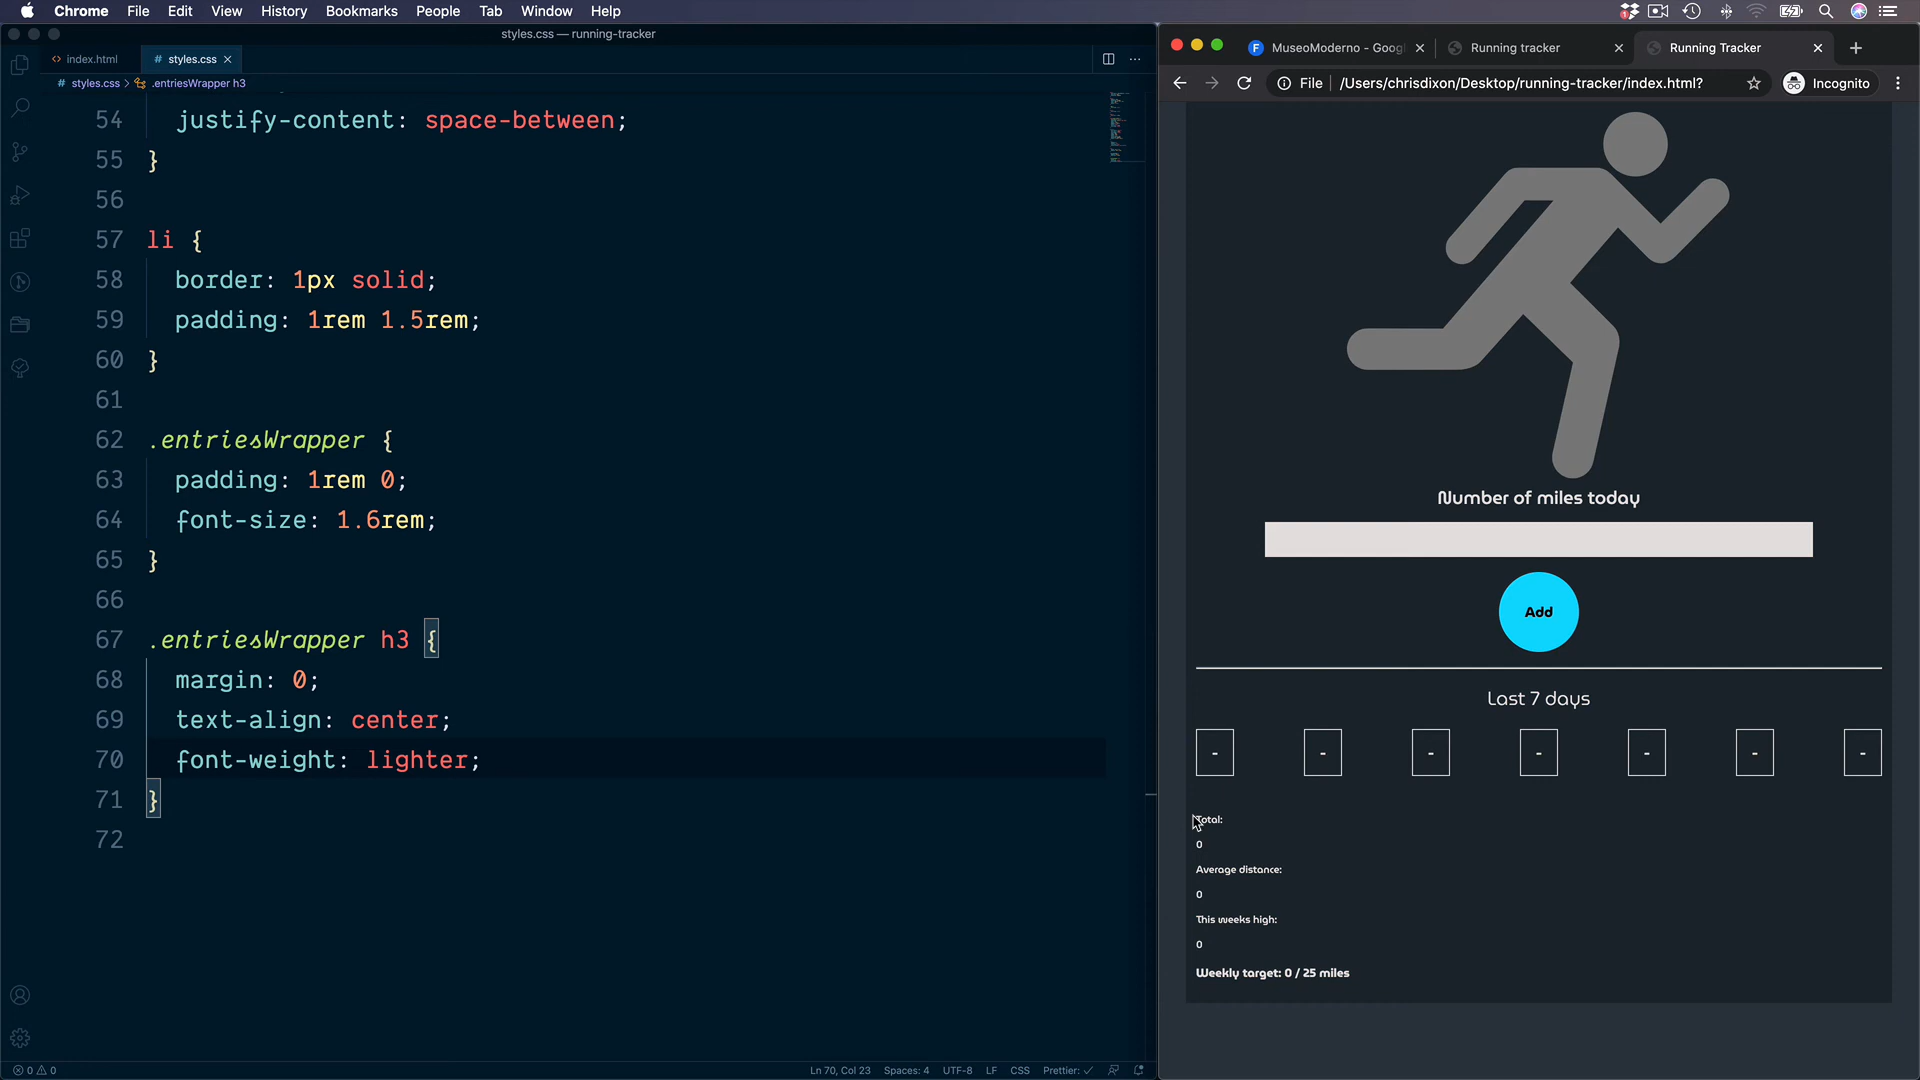 Chrome File Edit View History Bookmarks People Tab Window Help
styles.css — running-tracker
index.html
# styles.css
# styles.css > .entriesWrapper h3
54 justify-content: space-between;
55 }
56
57 li {
58 border: 1px solid;
59 padding: 1rem 1.5rem;
60 }
61
62 .entriesWrapper {
63 padding: 1rem 0;
64 font-size: 1.6rem;
65 }
66
67 .entriesWrapper h3 {
68 margin: 0;
69 text-align: center;
70 font-weight: lighter;
71 }
72
0 0 Ln 70, Col 23 Spaces: 4 UTF-8 LF CSS Prettier: ✓
MuseoModerno - Goog
Running tracker
Running Tracker
File /Users/chrisdixon/Desktop/running-tracker/index.html? Incognito
Number of miles today
Add
Last 7 days
- - - - - - -
Total:
0
Average distance:
0
This weeks high:
0
Weekly target: 0 / 25 miles